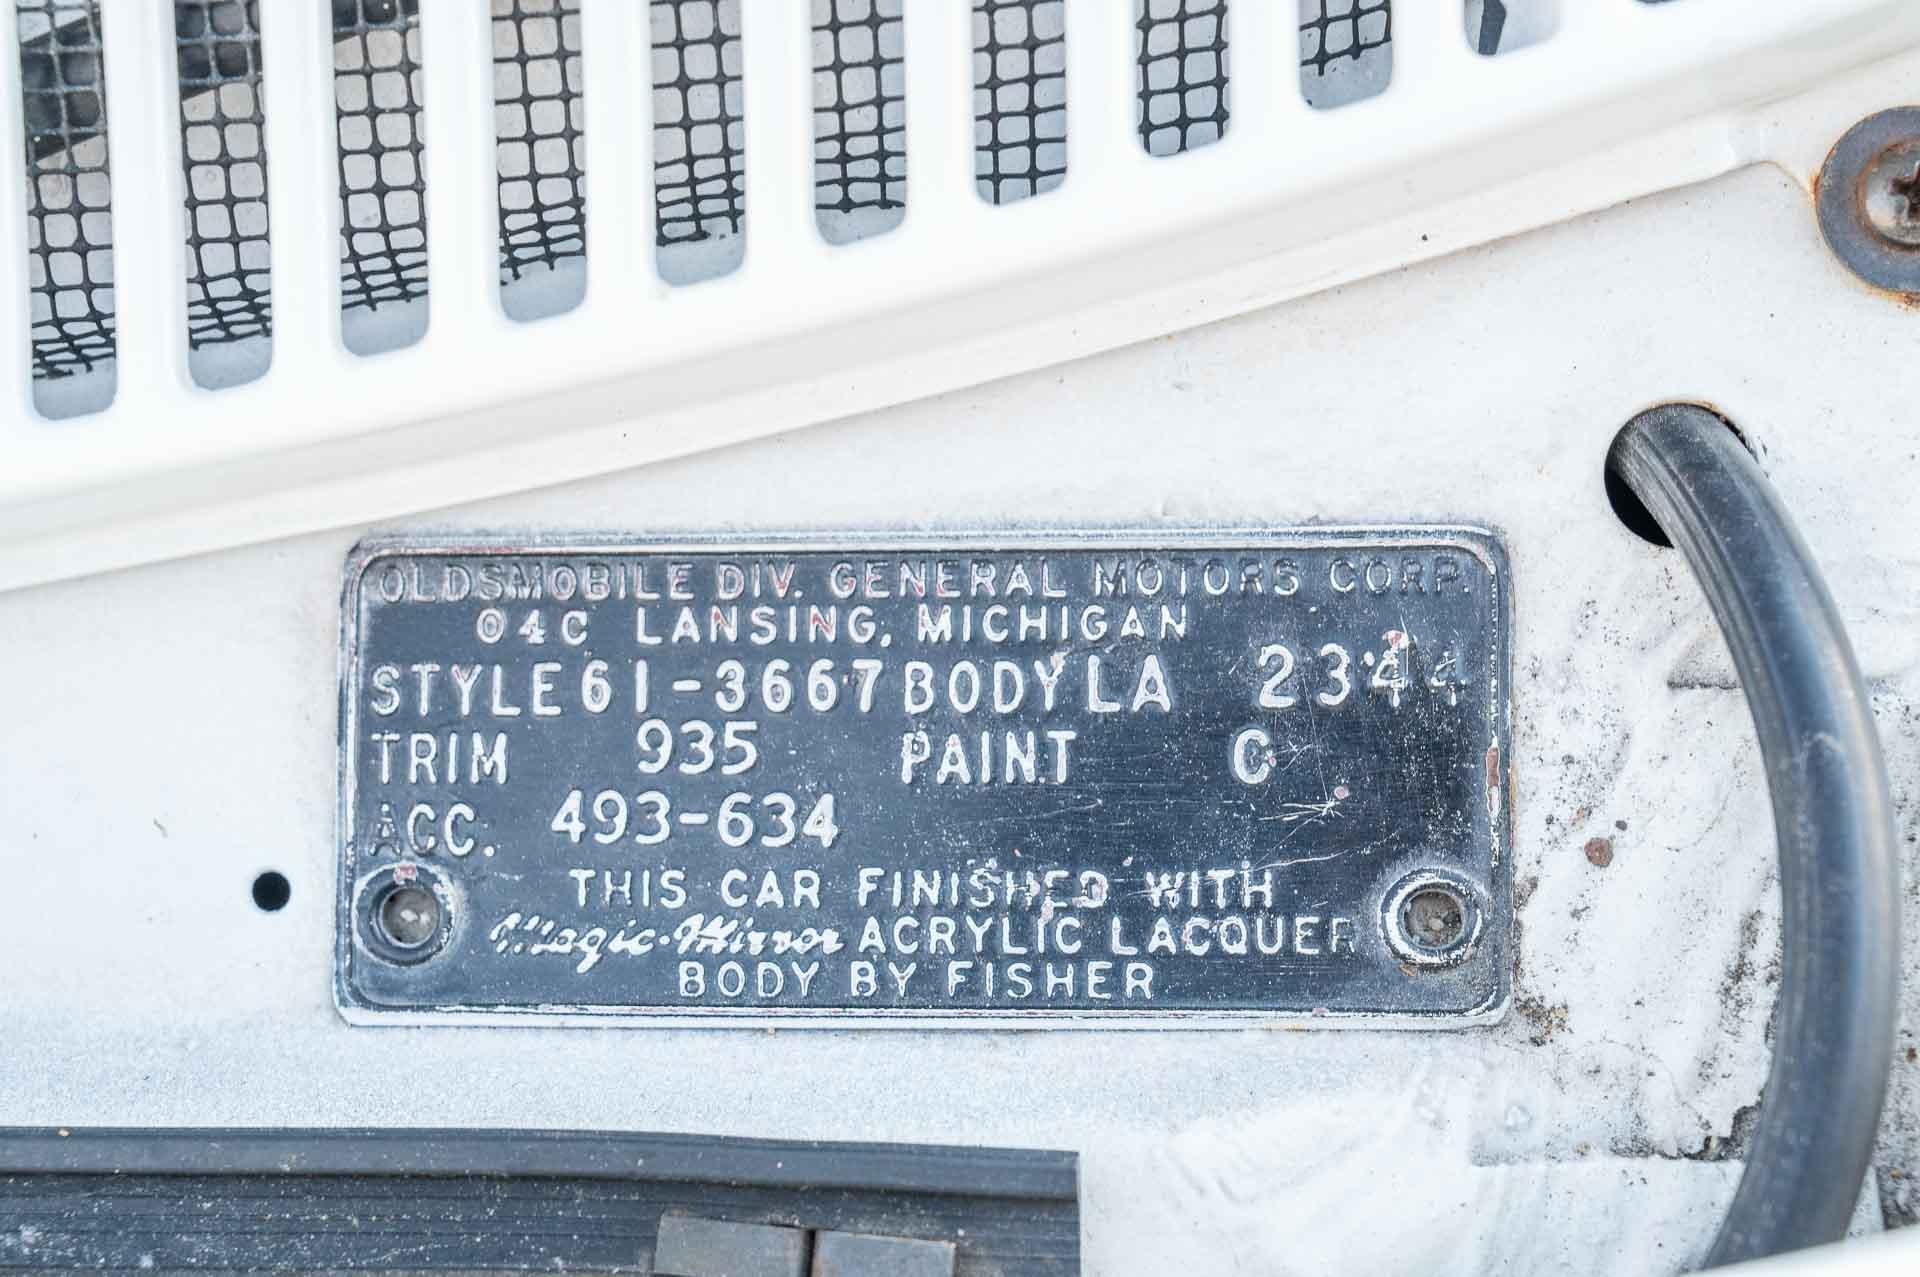 OLDSMOBILE DIV. GENERAL MOTORS CORP.
04C LANSING, MICHIGAN
STYLE 61-3667 BODY LA 2344
TRIM 935 PAINT C
ACC. 493-634
THIS CAR FINISHED WITH
Magic-Mirror ACRYLIC LACQUER
BODY BY FISHER